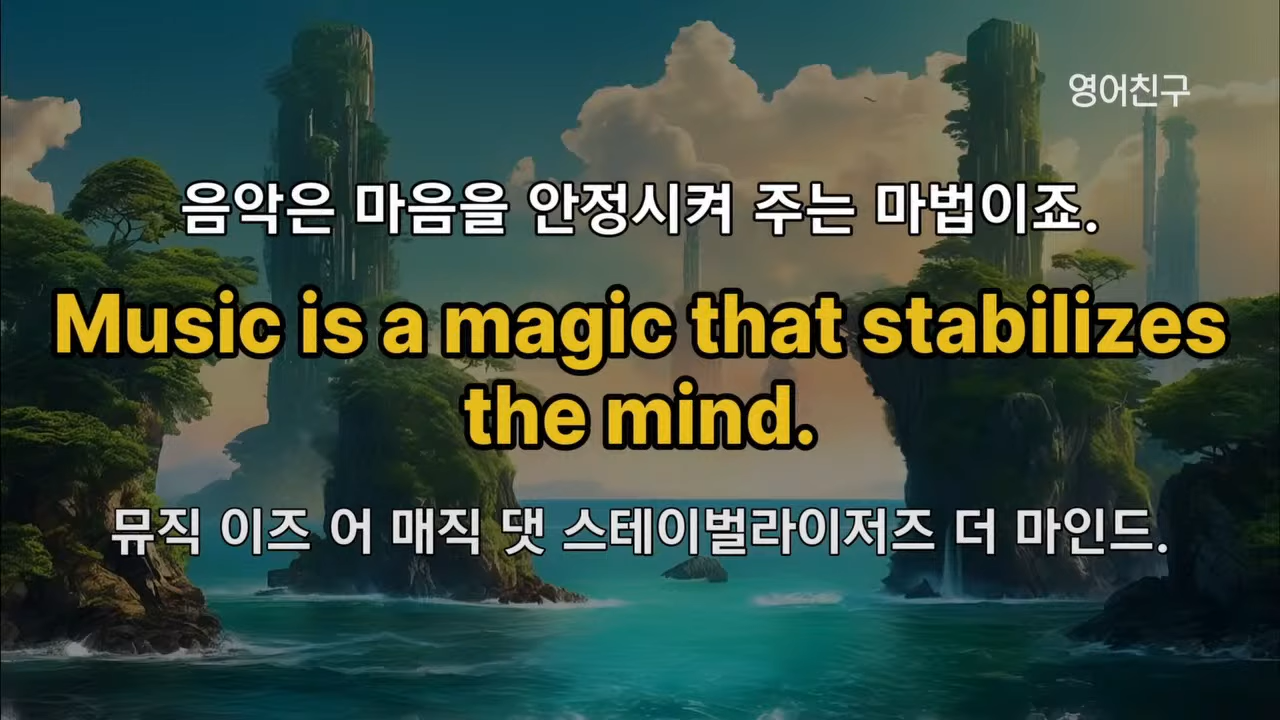 영어친구
음악은 마음을 안정시켜 주는 마법이죠.
Music is a magic that stabilizes
the mind.
뮤직 이즈 어 매직 댓 스테이벌라이저즈 더 마인드.